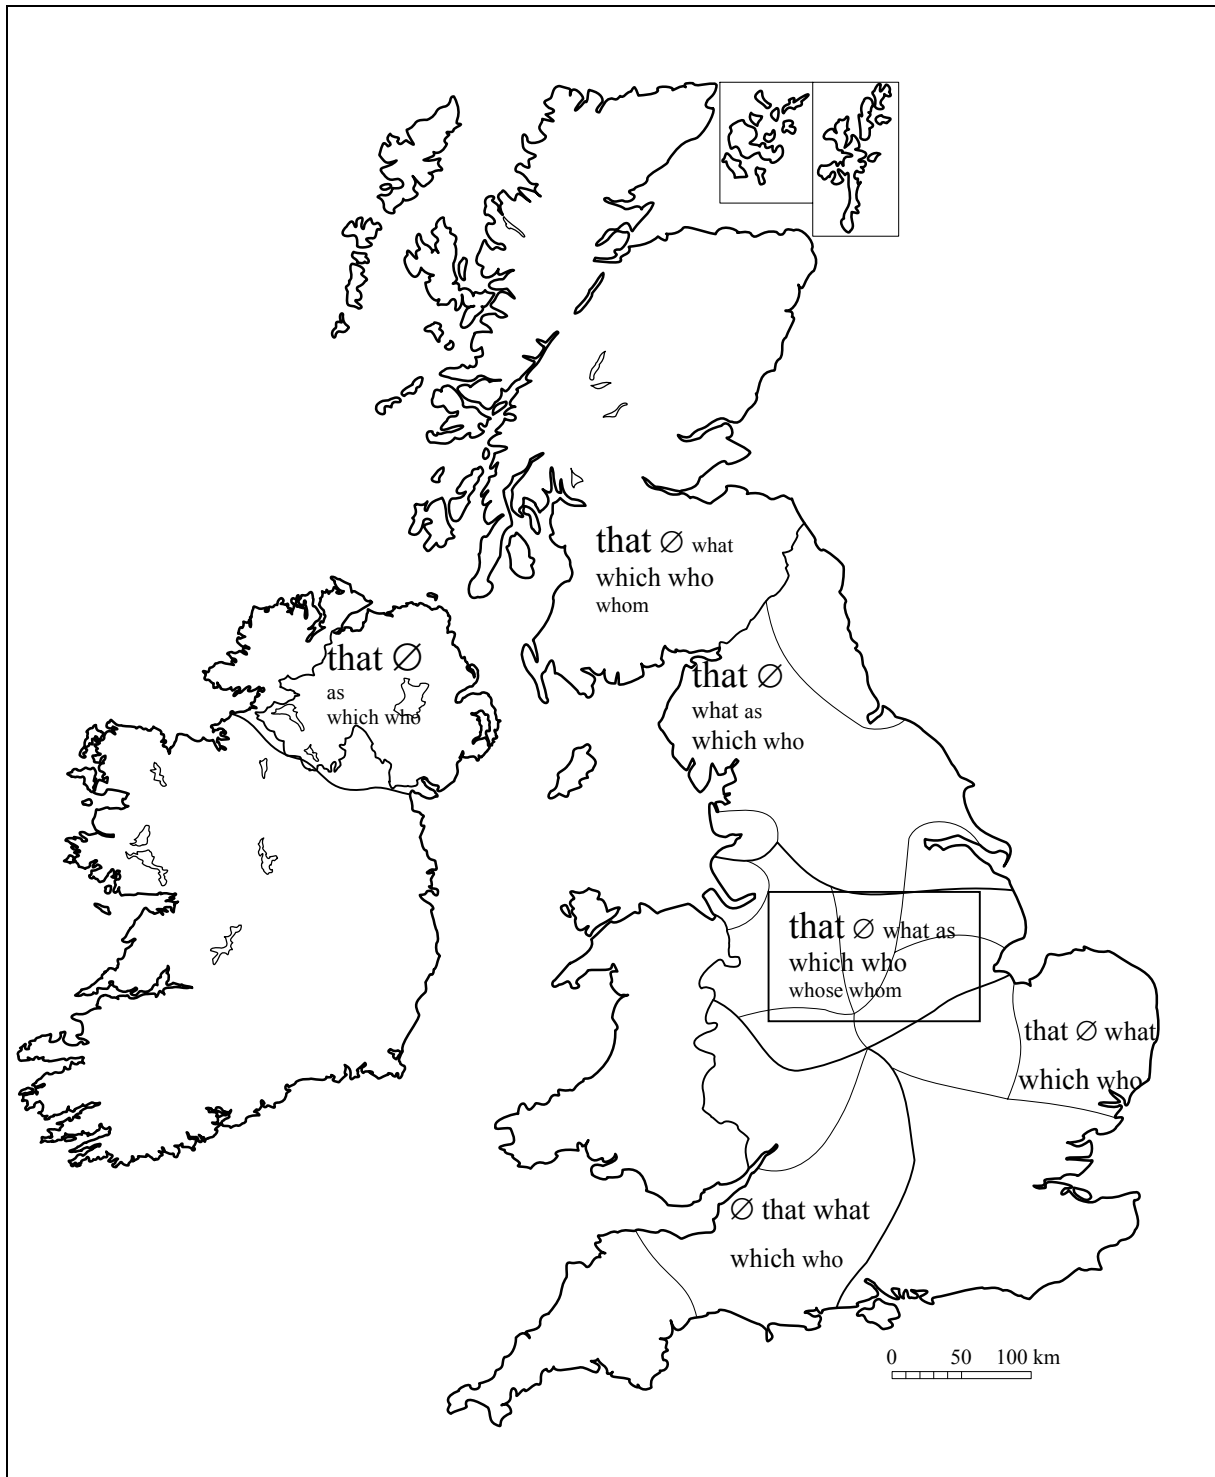 that ∅ what
which who
whom
that ∅
as
which who
that ∅
what as
which who
that ∅ what as
which who
whose whom
that ∅ what
which who
∅ that what
which who
0 50 100 km